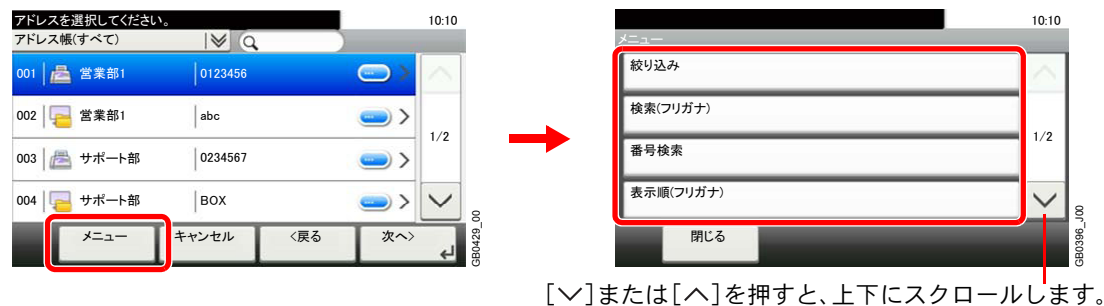 アドレスを選択してください。 10:10
アドレス帳(すべて)
001 営業部1 0123456
002 営業部1 abc
1/2
003 サポート部 0234567
004 サポート部 BOX
メニュー キャンセル <戻る 次へ>
GB0429_00
10:10
メニュー
絞り込み
検索(フリガナ)
1/2
番号検索
表示順(フリガナ)
閉じる
GB0396_J00
[∨]または[∧]を押すと、上下にスクロールします。